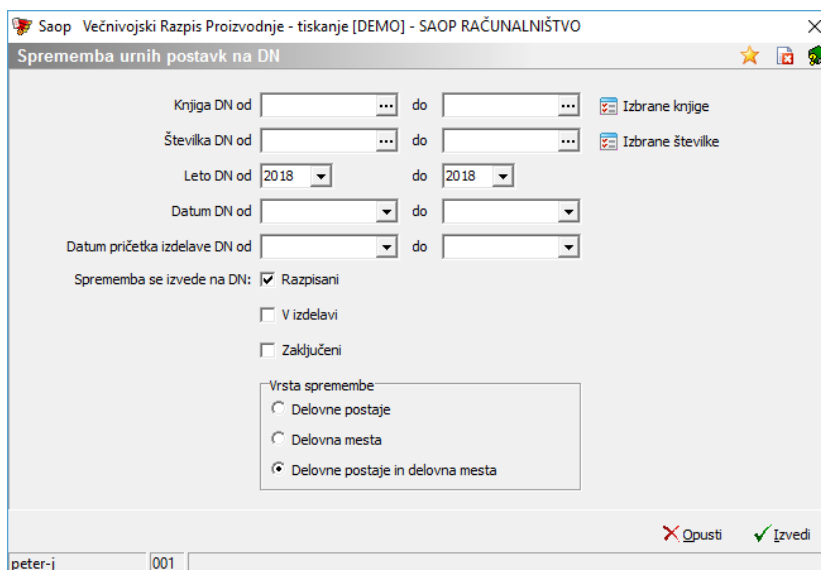 Saop Večnivojski Razpis Proizvodnje - tiskanje [DEMO] - SAOP RAČUNALNIŠTVO
Sprememba urnih postavk na DN
Knjiga DN od ... do ... Izbrane knjige
Številka DN od ... do ... Izbrane številke
Leto DN od 2018 do 2018
Datum DN od do
Datum pričetka izdelave DN od do
Sprememba se izvede na DN: Razpisani
V izdelavi
Zaključeni
Vrsta spremembe
Delovne postaje
Delovna mesta
Delovne postaje in delovna mesta
Opusti Izvedi
peter-j 001